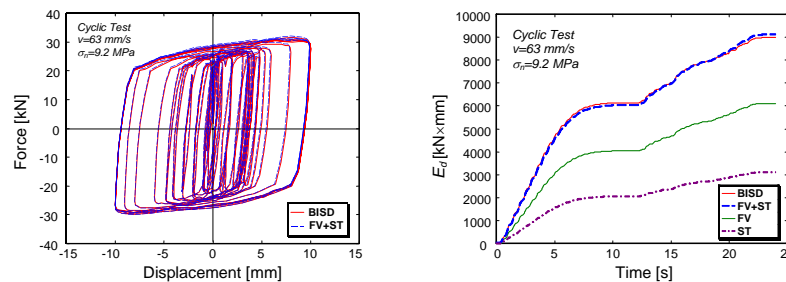 Cyclic Test
v=63 mm/s
σn=9.2 MPa
40
30
20
10
0
-10
-20
-30
-40
Force [kN]
BISD
FV+ST
-15
-10
-5
0
5
10
15
Displacement [mm]
Cyclic Test
v=63 mm/s
σn=9.2 MPa
10000
9000
8000
7000
6000
5000
4000
3000
2000
1000
0
Ed [kN×mm]
BISD
FV+ST
FV
ST
0
5
10
15
20
Time [s]